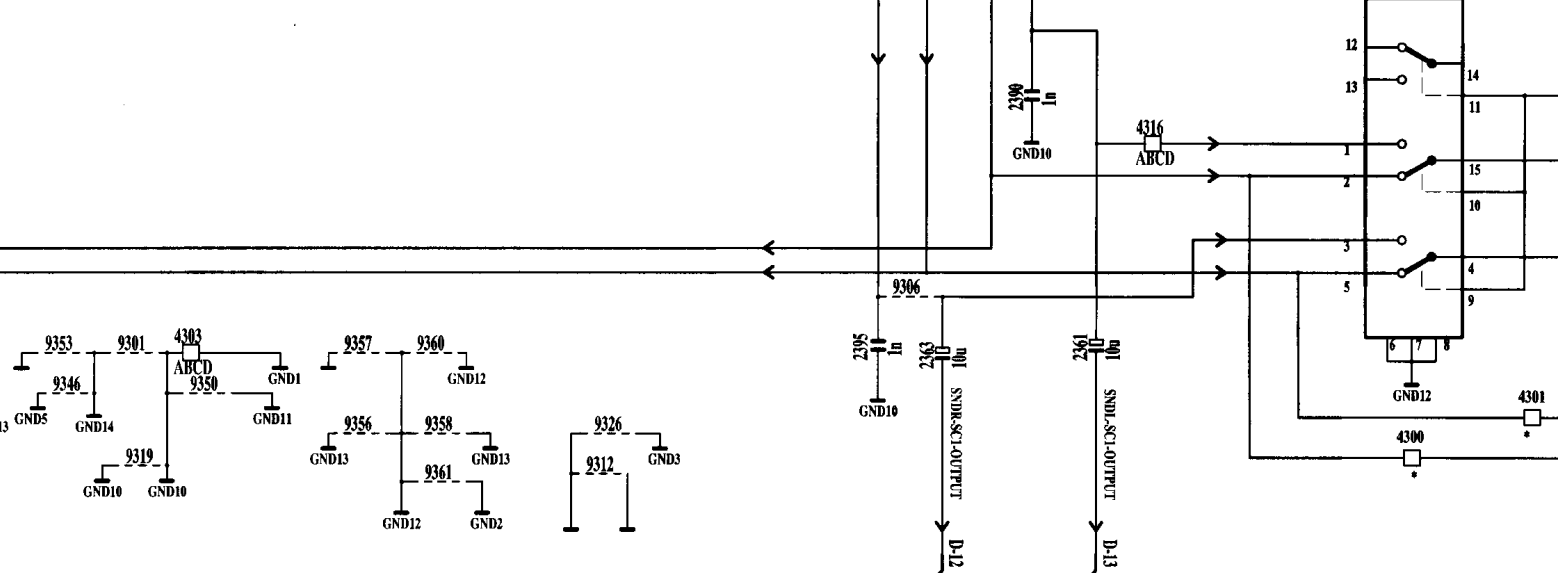 12
14
13
11
2390
1n
GND10
4316
ABCD
1
15
2
10
3
4
5
9
9306
2395
1n
GND10
2363
10u
SNDR-SC1-OUTPUT
D-12
2361
10u
SNDL-SC1-OUTPUT
D-13
6
7
8
GND12
4301
*
4300
*
9353
9301
4303
ABCD
GND1
9346
9350
13
GND5
GND14
GND11
9319
GND10
GND10
9357
9360
GND12
9356
9358
GND13
GND13
9361
GND12
GND2
9326
GND3
9312